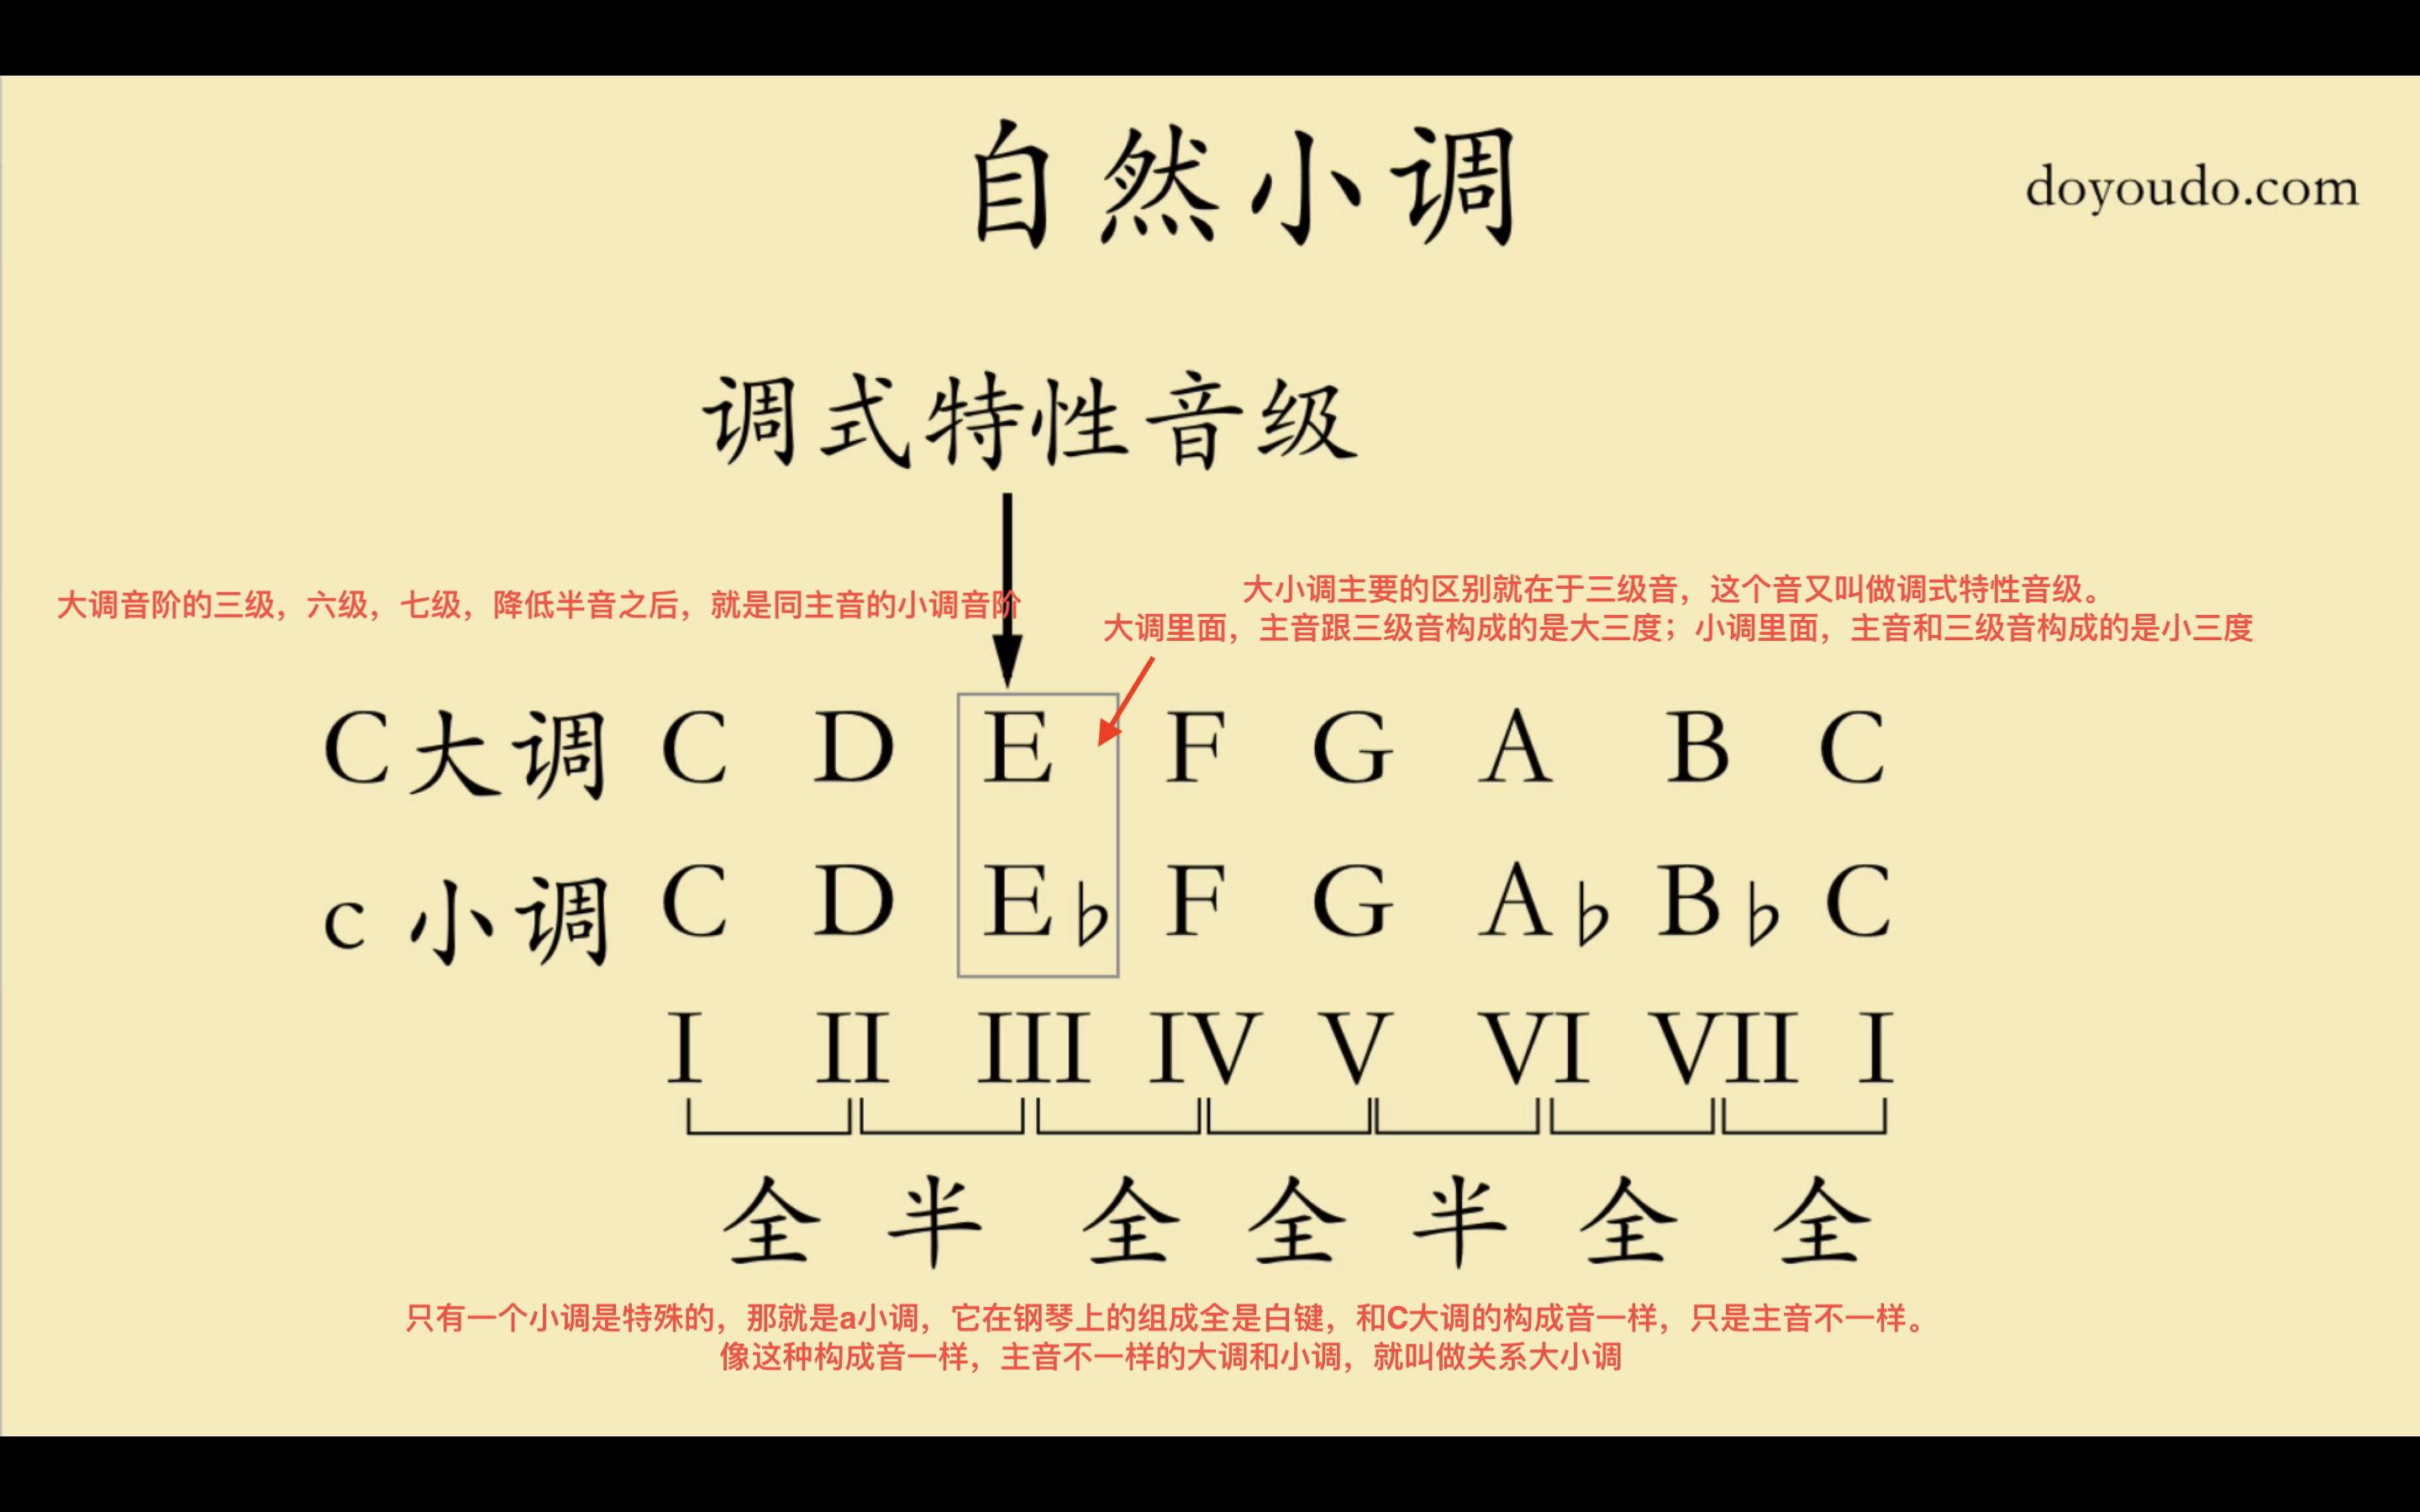 自然小调
doyoudo.com
调式特性音级
大调音阶的三级，六级，七级，降低半音之后，就是同主音的小调音阶
大小调主要的区别就在于三级音，这个音又叫做调式特性音级。
大调里面，主音跟三级音构成的是大三度；小调里面，主音和三级音构成的是小三度
C大调 C D E F G A B C
c小调 C D E♭ F G A♭ B♭ C
I II III IV V VI VII I
全 半 全 全 半 全 全
只有一个小调是特殊的，那就是a小调，它在钢琴上的组成全是白键，和C大调的构成音一样，只是主音不一样。
像这种构成音一样，主音不一样的大调和小调，就叫做关系大小调